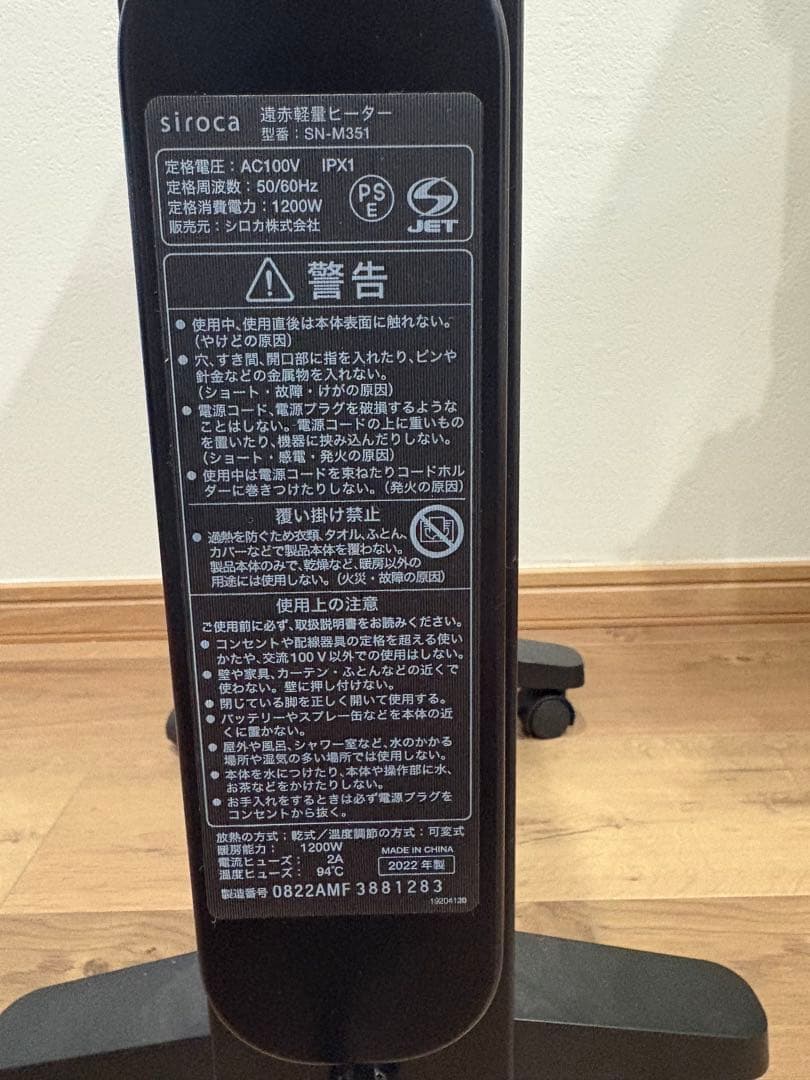 siroca 遠赤軽量ヒーター
型番：SN-M351
定格電圧：AC100V IPX1
定格周波数：50/60Hz
定格消費電力：1200W
販売元：シロカ株式会社
PS
E
JET
警告
● 使用中、使用直後は本体表面に触れない。
（やけどの原因）
● 穴、すき間、開口部に指を入れたり、ピンや
針金などの金属物を入れない。
（ショート・故障・けがの原因）
● 電源コード、電源プラグを破損するような
ことはしない。電源コードの上に重いもの
を置いたり、機器に挟み込んだりしない。
（ショート・感電・発火の原因）
● 使用中は電源コードを束ねたりコードホル
ダーに巻きつけたりしない。（発火の原因）
覆い掛け禁止
● 過熱を防ぐため衣類、タオル、ふとん、
カバーなどで製品本体を覆わない。
製品本体のみで、乾燥など、暖房以外の
用途には使用しない。（火災・故障の原因）
使用上の注意
ご使用前に必ず、取扱説明書をお読みください。
● コンセントや配線器具の定格を超える使い
かたや、交流100V以外での使用はしない。
● 壁や家具、カーテン・ふとんなどの近くで
使わない。壁に押し付けない。
● 閉じている脚を正しく開いて使用する。
● バッテリーやスプレー缶などを本体の近
くに置かない。
● 屋外や風呂、シャワー室など、水のかかる
場所や湿気の多い場所では使用しない。
● 本体を水につけたり、本体や操作部に水、
お茶などをかけたりしない。
● お手入れをするときは必ず電源プラグを
コンセントから抜く。
放熱の方式：乾式／温度調節の方式：可変式
暖房能力： 1200W MADE IN CHINA
電流ヒューズ： 2A 2022年製
温度ヒューズ： 94℃
製造番号 0822AMF 3881283
19204120